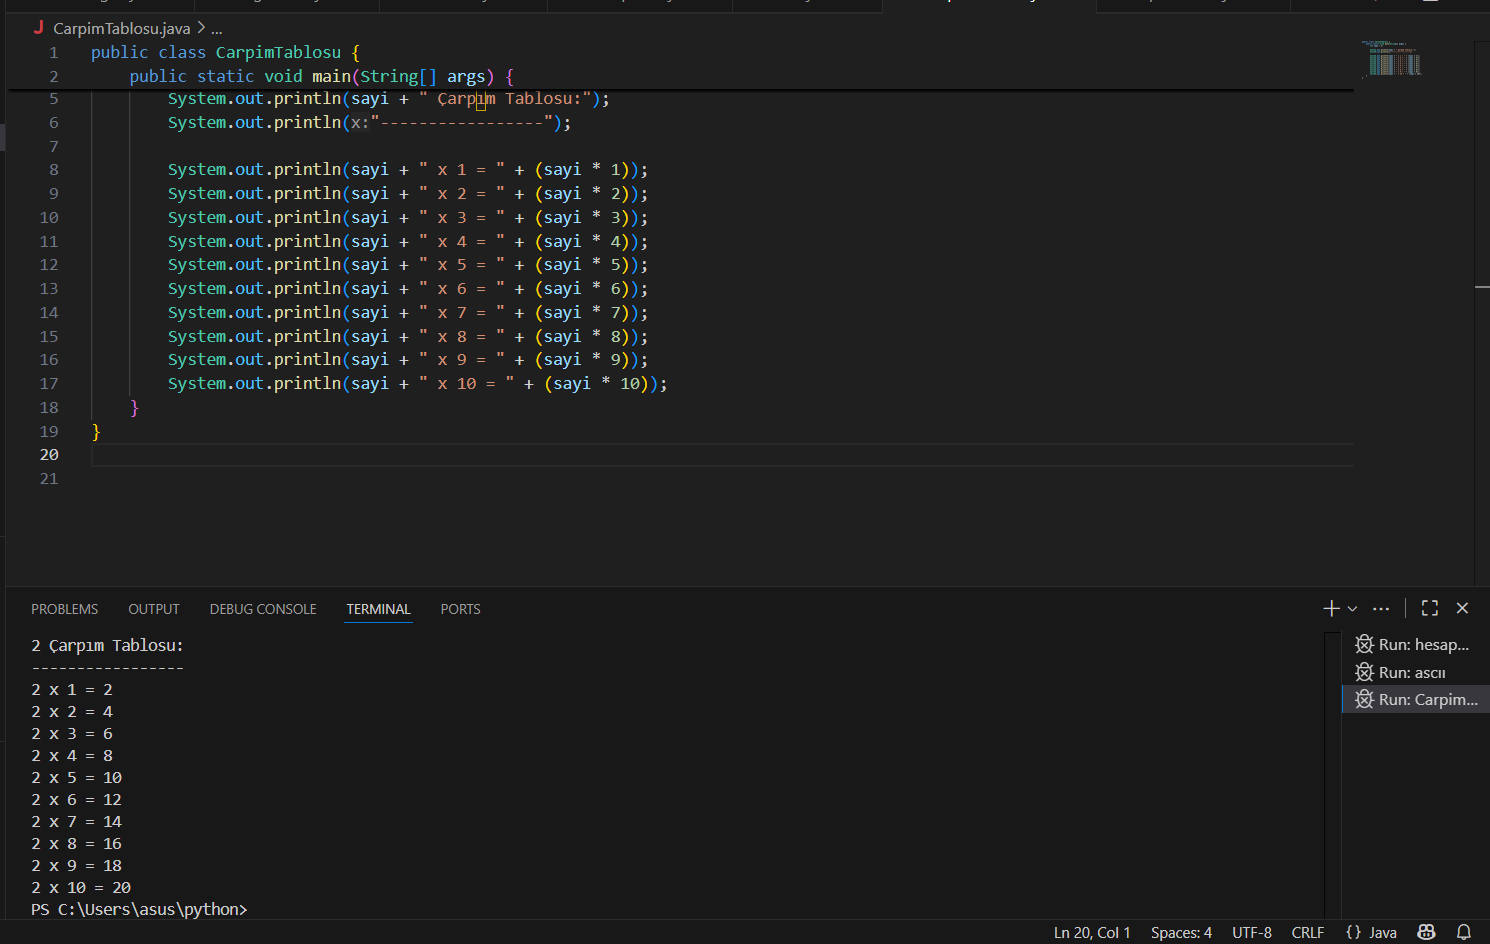 CarpimTablosu.java > ...
1 public class CarpimTablosu {
2 public static void main(String[] args) {
5 System.out.println(sayi + " Çarpım Tablosu:");
6 System.out.println(x:"-----------------");
7
8 System.out.println(sayi + " x 1 = " + (sayi * 1));
9 System.out.println(sayi + " x 2 = " + (sayi * 2));
10 System.out.println(sayi + " x 3 = " + (sayi * 3));
11 System.out.println(sayi + " x 4 = " + (sayi * 4));
12 System.out.println(sayi + " x 5 = " + (sayi * 5));
13 System.out.println(sayi + " x 6 = " + (sayi * 6));
14 System.out.println(sayi + " x 7 = " + (sayi * 7));
15 System.out.println(sayi + " x 8 = " + (sayi * 8));
16 System.out.println(sayi + " x 9 = " + (sayi * 9));
17 System.out.println(sayi + " x 10 = " + (sayi * 10));
18 }
19 }
20
21
PROBLEMS OUTPUT DEBUG CONSOLE TERMINAL PORTS
2 Çarpım Tablosu:
-----------------
2 x 1 = 2
2 x 2 = 4
2 x 3 = 6
2 x 4 = 8
2 x 5 = 10
2 x 6 = 12
2 x 7 = 14
2 x 8 = 16
2 x 9 = 18
2 x 10 = 20
PS C:\Users\asus\python>
Run: hesap...
Run: ascıı
Run: Carpim...
Ln 20, Col 1 Spaces: 4 UTF-8 CRLF {} Java